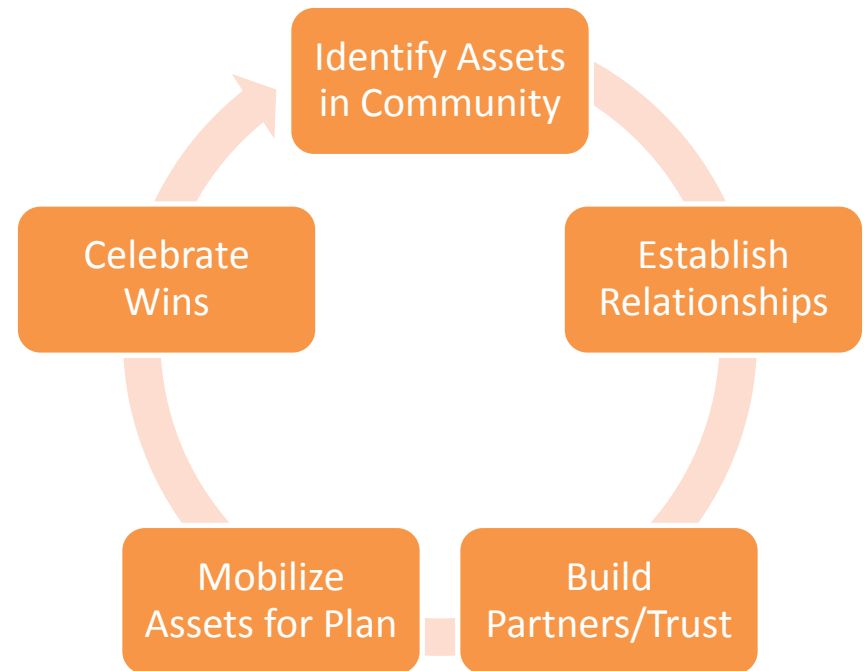 Identify Assets
in Community
Establish
Relationships
Build
Partners/Trust
Mobilize
Assets for Plan
Celebrate
Wins